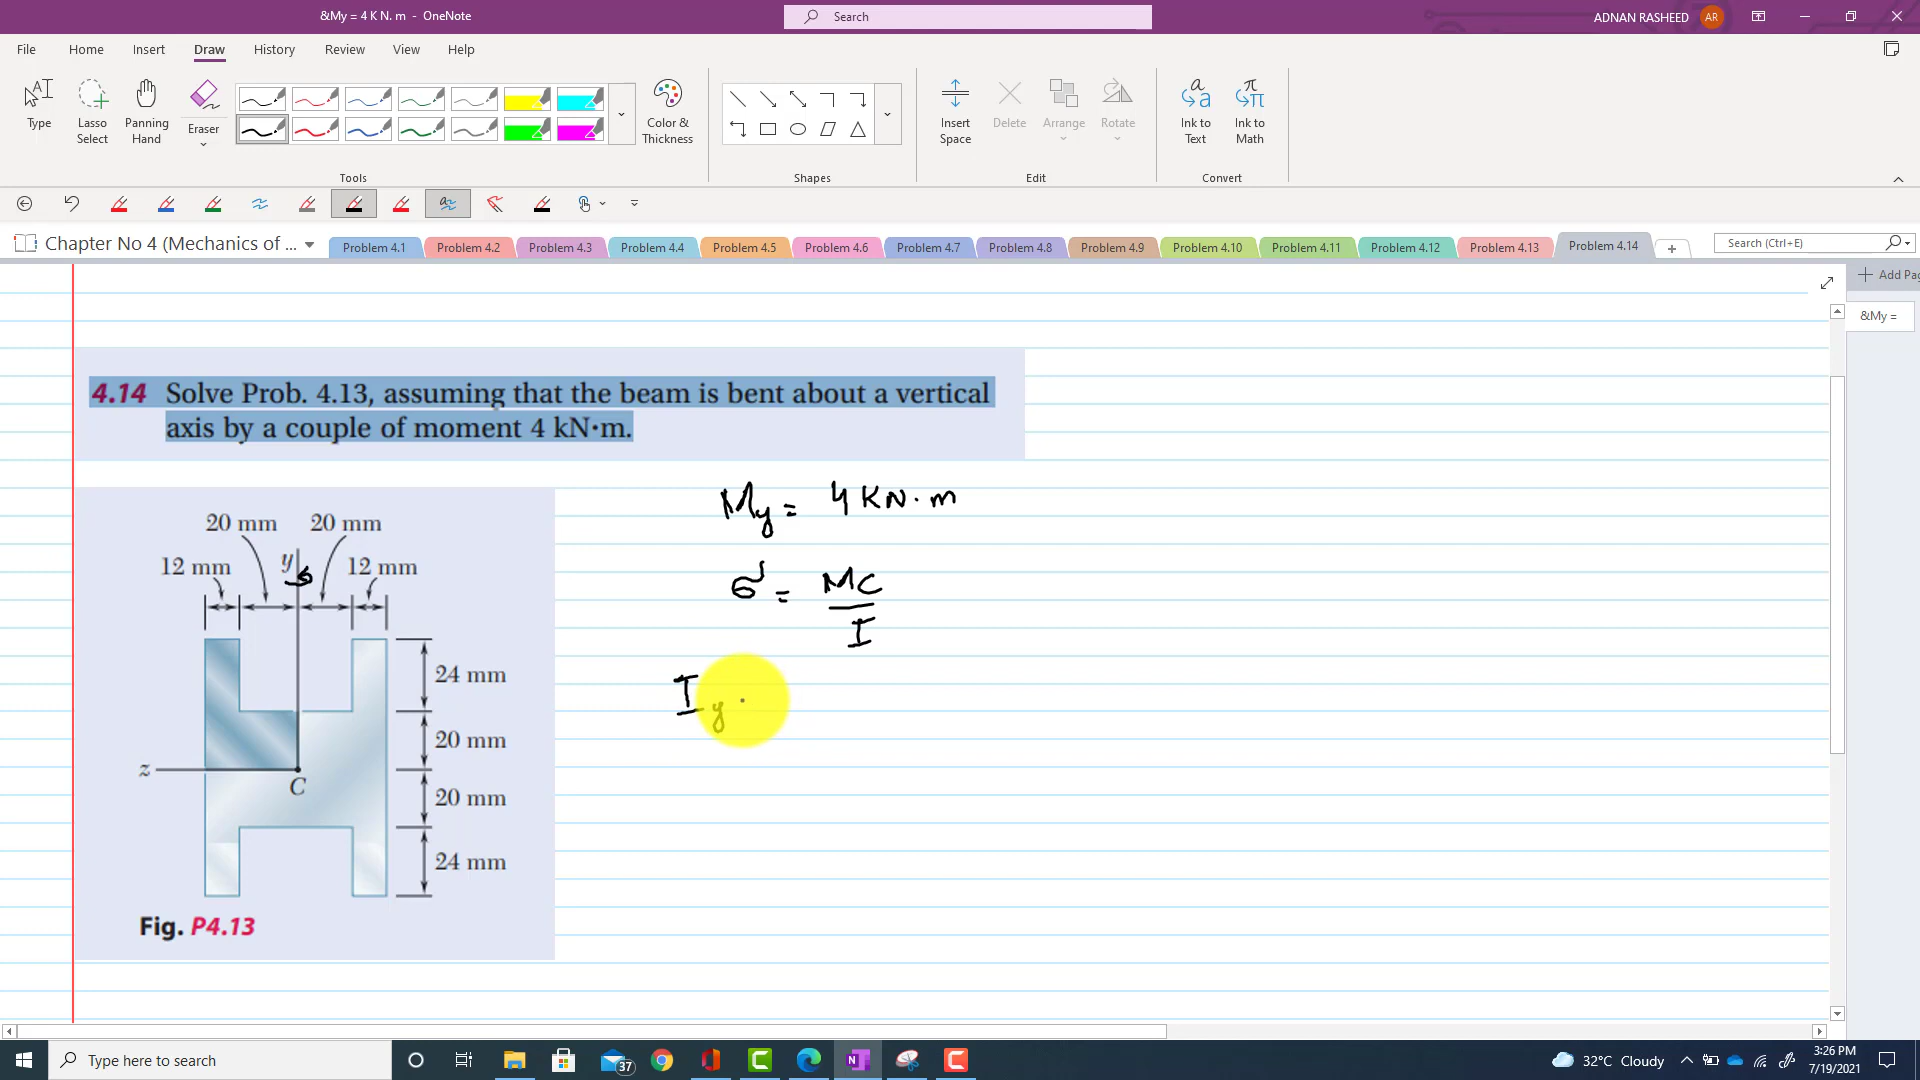 &My = 4 K N. m - OneNote
Search
ADNAN RASHEED AR
File Home Insert Draw History Review View Help
Type
Lasso Select
Panning Hand
Eraser
Color & Thickness
Insert Space
Delete
Arrange
Rotate
Ink to Text
Ink to Math
Tools
Shapes
Edit
Convert
Chapter No 4 (Mechanics of ...
Problem 4.1 Problem 4.2 Problem 4.3 Problem 4.4 Problem 4.5 Problem 4.6 Problem 4.7 Problem 4.8 Problem 4.9 Problem 4.10 Problem 4.11 Problem 4.12 Problem 4.13 Problem 4.14
Search (Ctrl+E)
Add Pag
&My =
4.14 Solve Prob. 4.13, assuming that the beam is bent about a vertical
axis by a couple of moment 4 kN·m.
My = 4 KN.m
σ = MC
I
Iy
20 mm 20 mm
12 mm y 12 mm
24 mm
20 mm
z
C
20 mm
24 mm
Fig. P4.13
Type here to search
37
32°C Cloudy
3:26 PM
7/19/2021